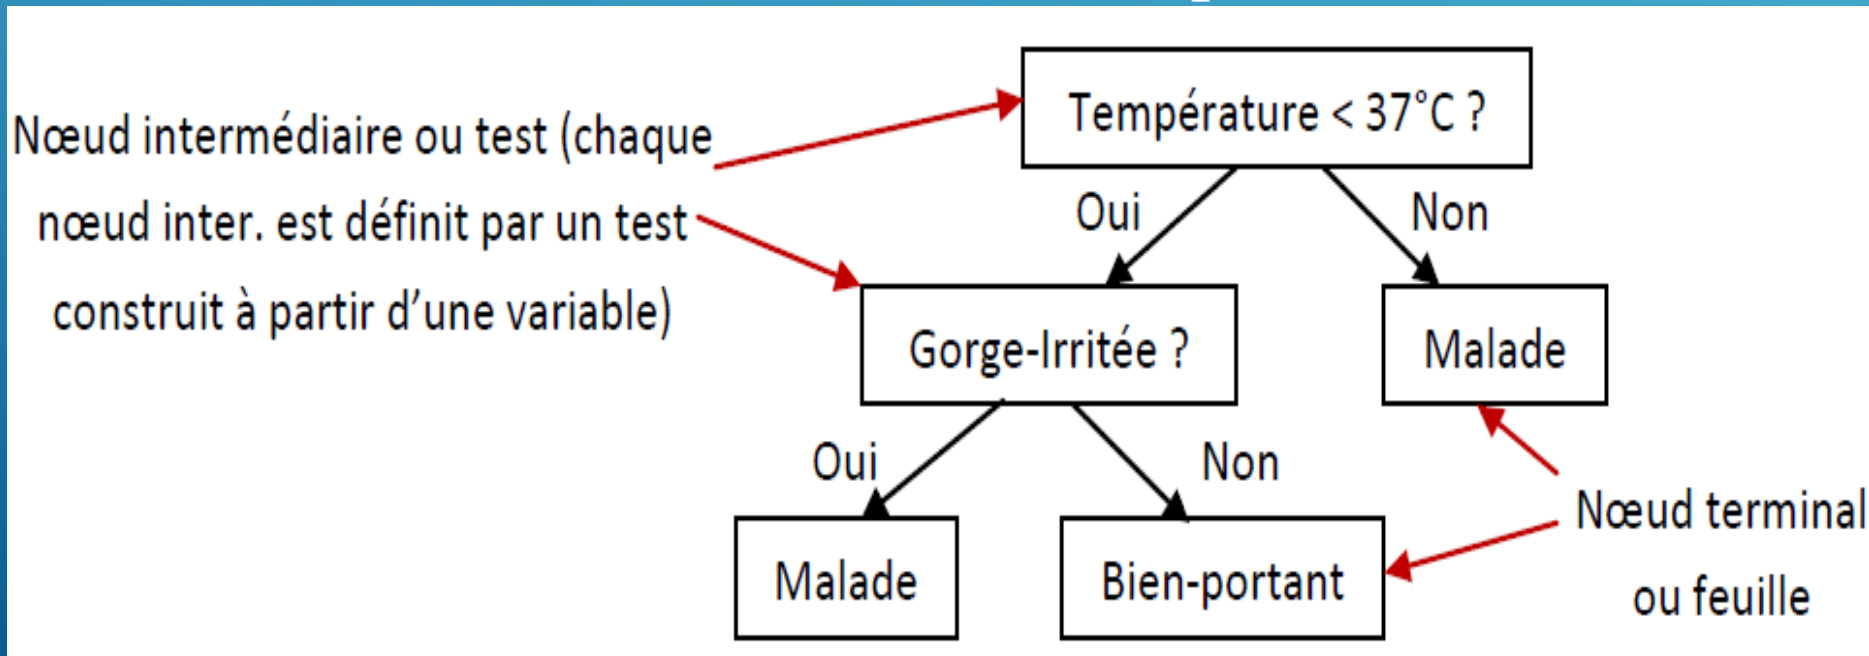 Température < 37°C ?
Nœud intermédiaire ou test (chaque
nœud inter. est définit par un test
construit à partir d’une variable)
Oui
Non
Gorge-Irritée ?
Malade
Oui
Non
Malade
Bien-portant
Nœud terminal
ou feuille